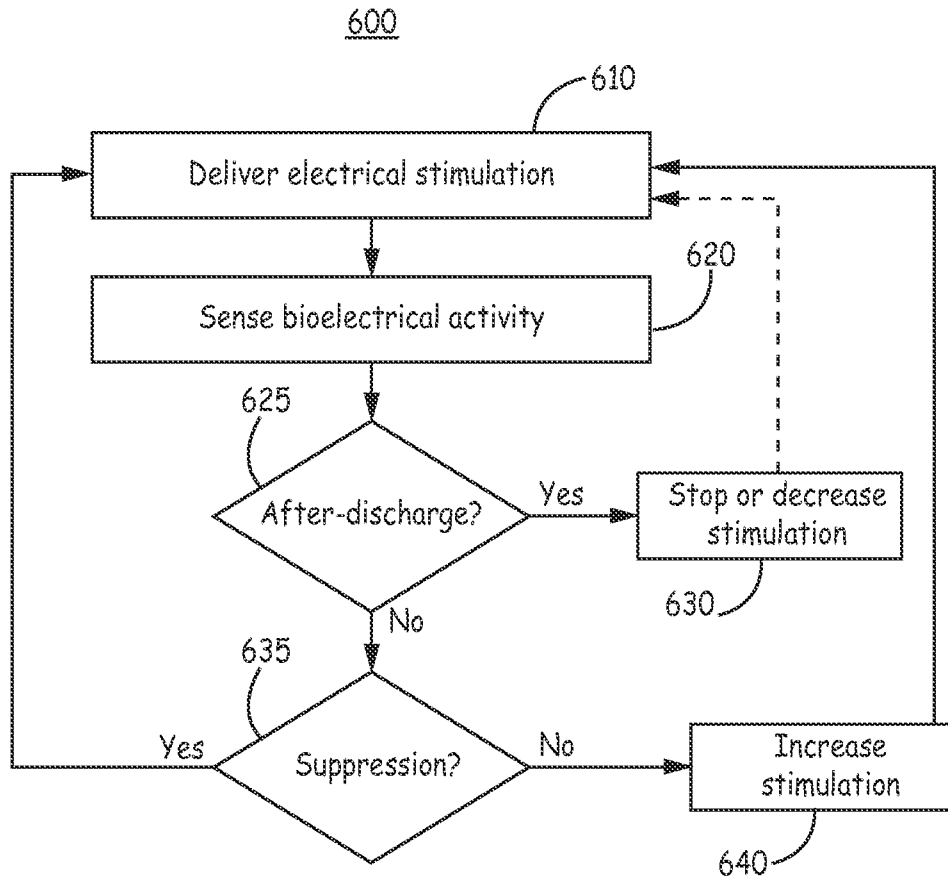 600
610
Deliver electrical stimulation
620
Sense bioelectrical activity
625
After-discharge?
Yes
Stop or decrease
stimulation
630
No
635
Yes
Suppression?
No
Increase
stimulation
640